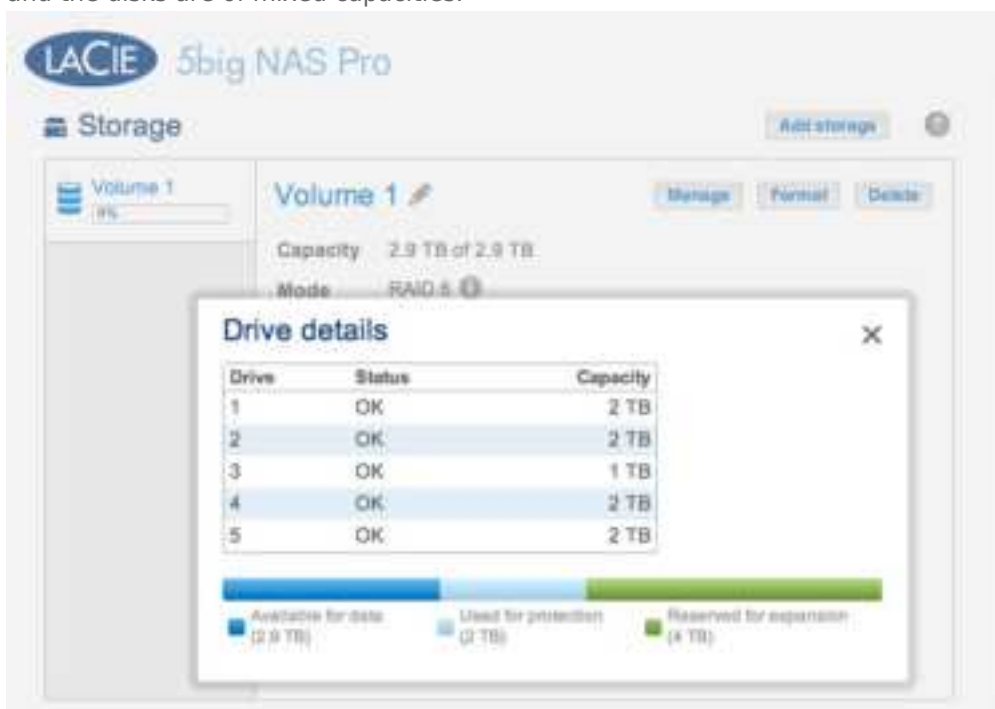 and the disks are of mixed capacities.
LACIE 5big NAS Pro
Storage
Add storage
Volume 1
Volume 1
Manage Format Delete
Capacity 2.9 TB of 2.9 TB
Mode RAID
Drive details
Drive Status Capacity
1 OK 2 TB
2 OK 2 TB
3 OK 1 TB
4 OK 2 TB
5 OK 2 TB
Available for data Used for protection Reserved for expansion
(2.9 TB) (2 TB) (4 TB)